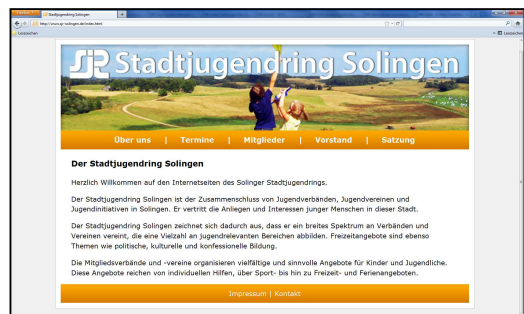 Stadtjugendring Solingen
http://www.sjr-solingen.de/index.html
Lesezeichen
Lesezeichen
SJR Stadtjugendring Solingen
Über uns | Termine | Mitglieder | Vorstand | Satzung
Der Stadtjugendring Solingen
Herzlich Willkommen auf den Internetseiten des Solinger Stadtjugendrings.
Der Stadtjugendring Solingen ist der Zusammenschluss von Jugendverbänden, Jugendvereinen und
Jugendinitiativen in Solingen. Er vertritt die Anliegen und Interessen junger Menschen in dieser Stadt.
Der Stadtjugendring Solingen zeichnet sich dadurch aus, dass er ein breites Spektrum an Verbänden und
Vereinen vereint, die eine Vielzahl an jugendrelevanten Bereichen abbilden. Freizeitangebote sind ebenso
Themen wie politische, kulturelle und konfessionelle Bildung.
Die Mitgliedsverbände und -vereine organisieren vielfältige und sinnvolle Angebote für Kinder und Jugendliche.
Diese Angebote reichen von individuellen Hilfen, über Sport- bis hin zu Freizeit- und Ferienangeboten.
Impressum | Kontakt